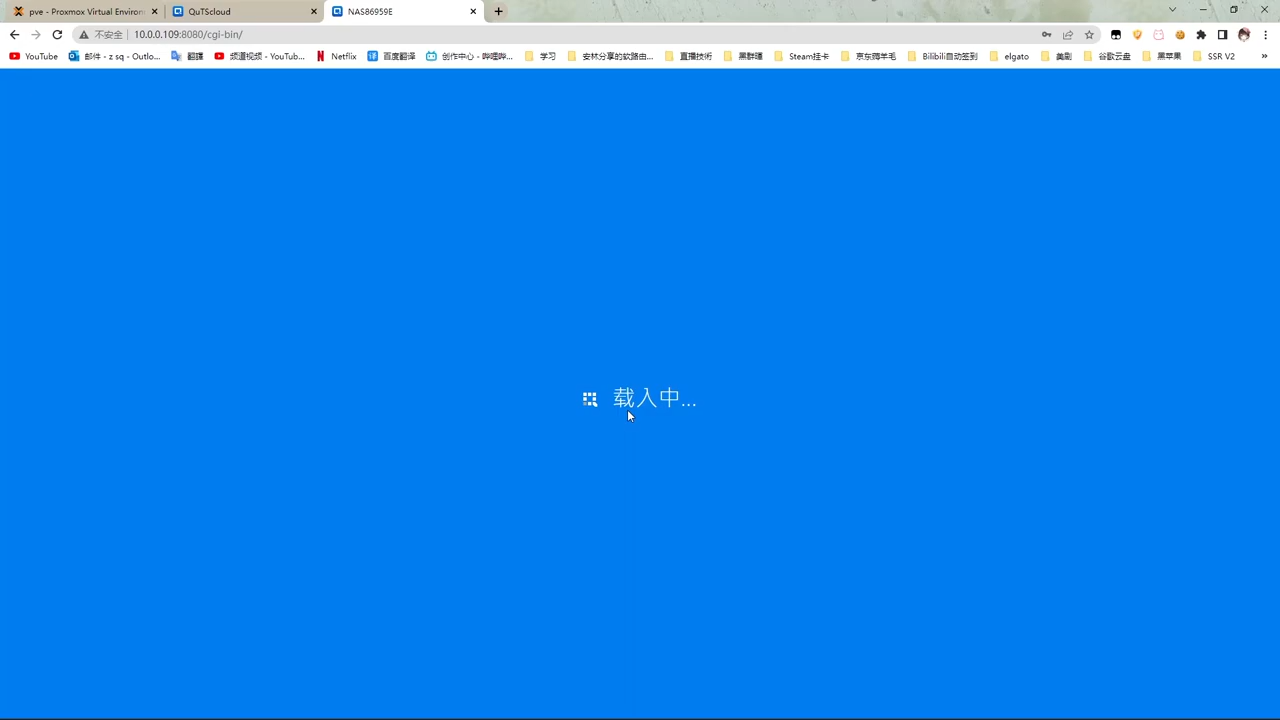 pve - Proxmox Virtual Environ
QuTScloud
NAS86959E
不安全
10.0.0.109:8080/cgi-bin/
YouTube
邮件 - z sq - Outlo...
翻譯
频道视频 - YouTub...
Netflix
百度翻译
创作中心 - 哔哩哔...
学习
安林分享的软路由...
直播技術
黑群暉
Steam挂卡
京东薅羊毛
Bilibili自动签到
elgato
美剧
谷歌云盘
黑苹果
SSR V2
载入中...